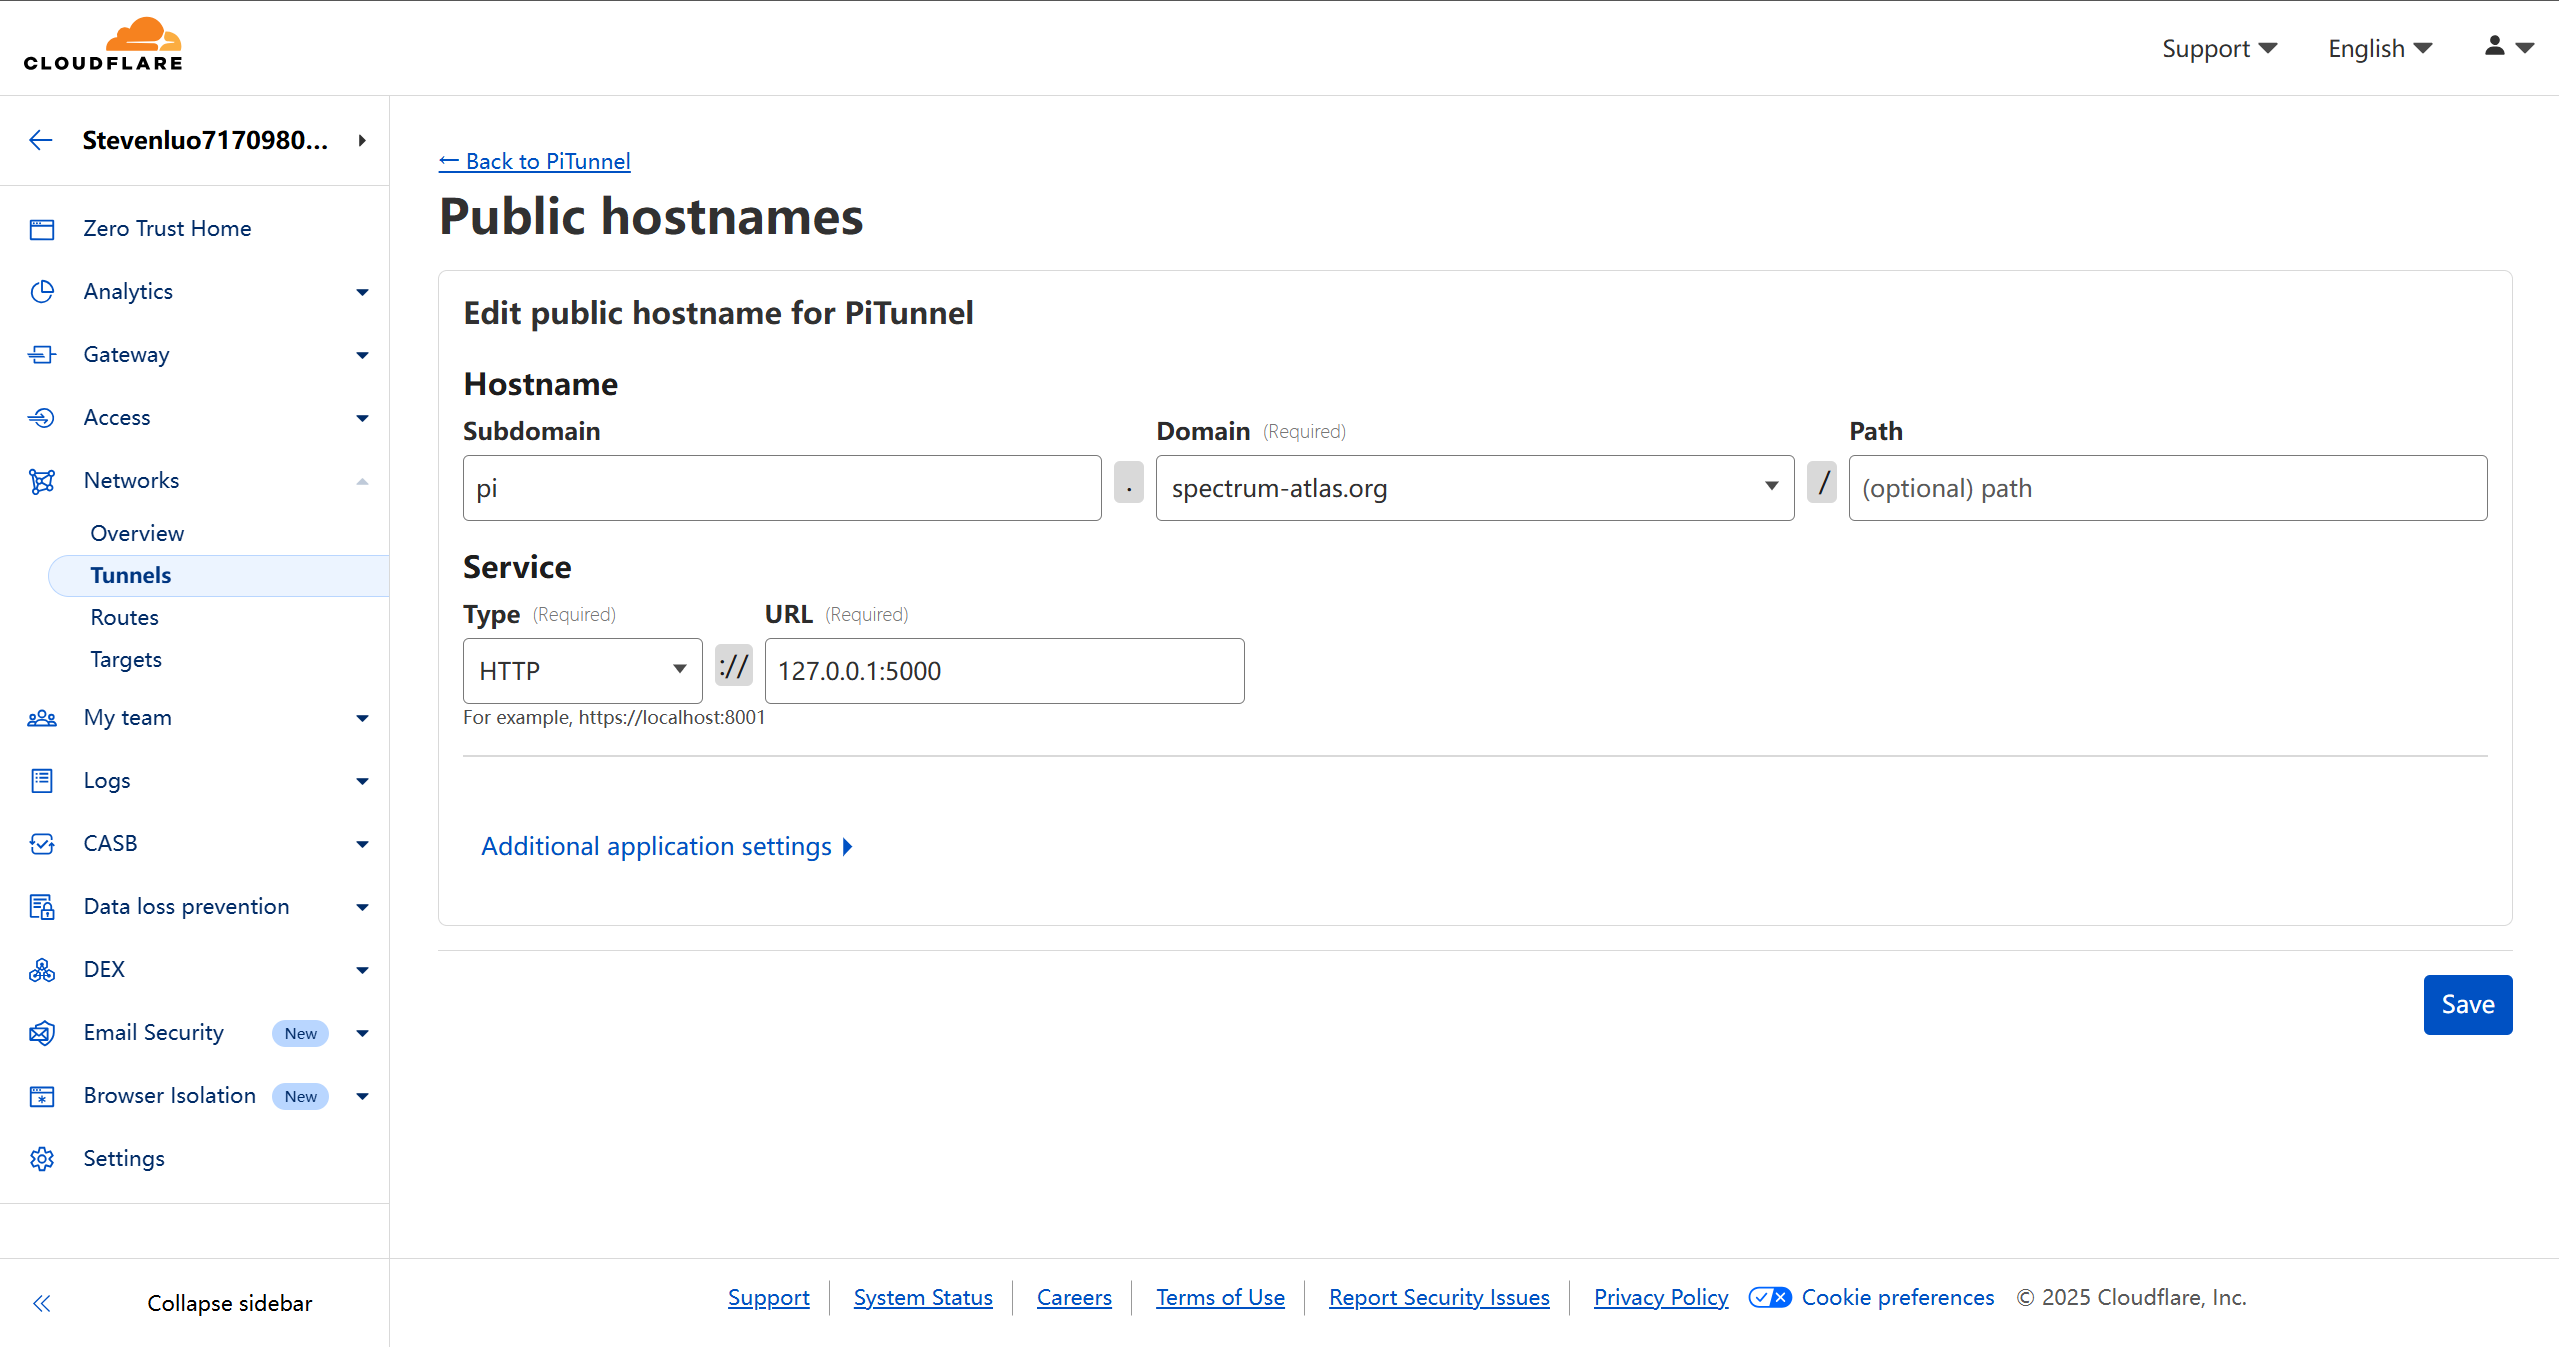 CLOUDFLARE
Support
English
Stevenluo7170980...
Zero Trust Home
Analytics
Gateway
Access
Networks
Overview
Tunnels
Routes
Targets
My team
Logs
CASB
Data loss prevention
DEX
Email Security New
Browser Isolation New
Settings
Collapse sidebar
← Back to PiTunnel
Public hostnames
Edit public hostname for PiTunnel
Hostname
Subdomain Domain (Required) Path
pi . spectrum-atlas.org / (optional) path
Service
Type (Required) URL (Required)
HTTP :// 127.0.0.1:5000
For example, https://localhost:8001
Additional application settings
Save
Support System Status Careers Terms of Use Report Security Issues Privacy Policy Cookie preferences © 2025 Cloudflare, Inc.